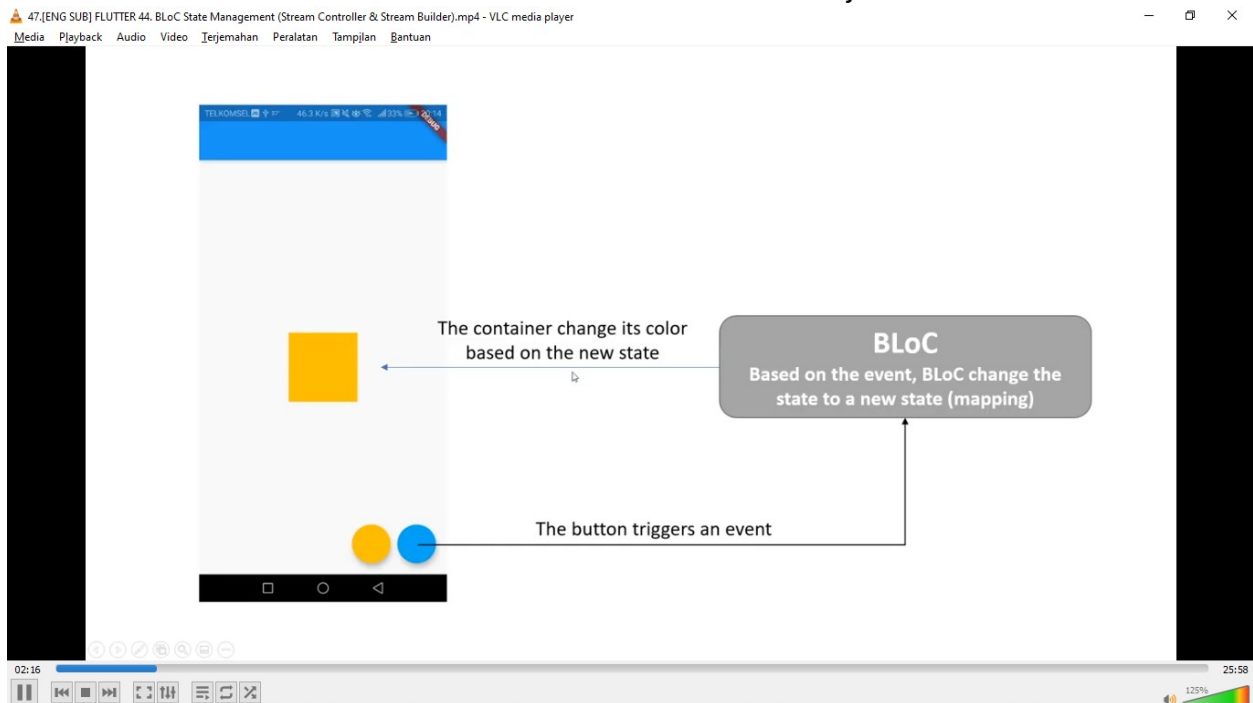 47.[ENG SUB] FLUTTER 44. BLoC State Management (Stream Controller & Stream Builder).mp4 - VLC media player
Media Playback Audio Video Terjemahan Peralatan Tampilan Bantuan
TELKOMSEL 46.3 K/s 33% 20:14
DEBUG
The container change its color
based on the new state
BLoC
Based on the event, BLoC change the
state to a new state (mapping)
The button triggers an event
02:16 25:58
125%